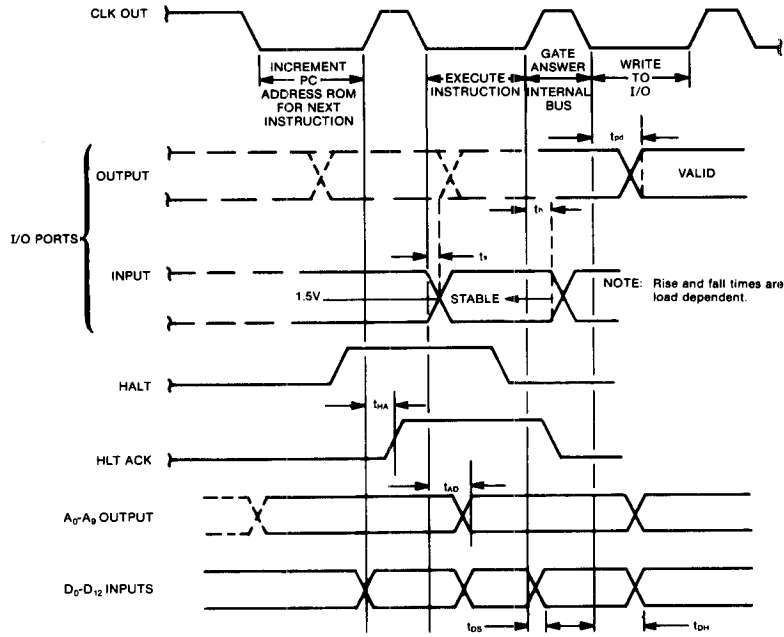 CLK OUT
INCREMENT
PC
ADDRESS ROM
FOR NEXT
INSTRUCTION
EXECUTE
INSTRUCTION
GATE
ANSWER
INTERNAL
BUS
WRITE
TO
I/O
tpd
OUTPUT
VALID
I/O PORTS
th
ts
INPUT
1.5V
STABLE
NOTE: Rise and fall times are
load dependent.
HALT
tHA
HLT ACK
tAD
A0-A9 OUTPUT
D0-D12 INPUTS
tDS
tDH